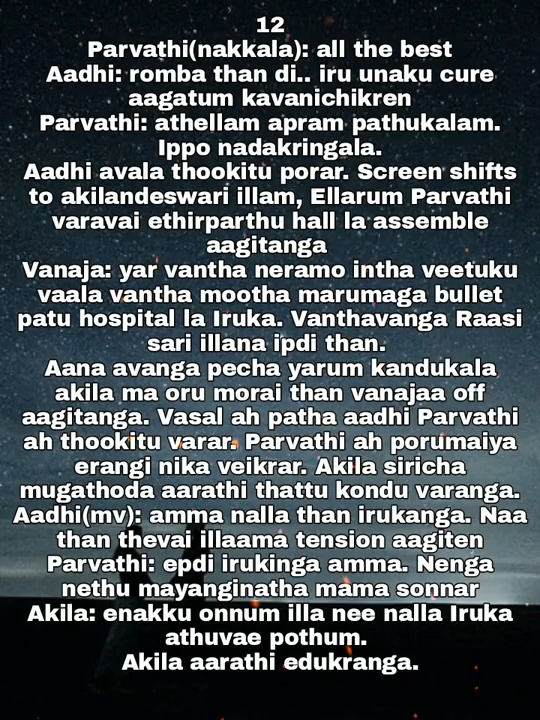 12
Parvathi(nakkala): all the best
Aadhi: romba than di.. iru unaku cure
aagatum kavanichikren
Parvathi: athellam apram pathukalam.
Ippo nadakringala.
Aadhi avala thookitu porar. Screen shifts
to akilandeswari illam, Ellarum Parvathi
varavai ethirparthu hall la assemble
aagitanga
Vanaja: yar vantha neramo intha veetuku
vaala vantha mootha marumaga bullet
patu hospital la Iruka. Vanthavanga Raasi
sari illana ipdi than.
Aana avanga pecha yarum kandukala
akila ma oru morai than vanajaa off
aagitanga. Vasal ah patha aadhi Parvathi
ah thookitu varar. Parvathi ah porumaiya
erangi nika veikrar. Akila siricha
mugathoda aarathi thattu kondu varanga.
Aadhi(mv): amma nalla than irukanga. Naa
than thevai illaama tension aagiten
Parvathi: epdi irukinga amma. Nenga
nethu mayanginatha mama sonnar
Akila: enakku onnum illa nee nalla Iruka
athuvae pothum.
Akila aarathi edukranga.